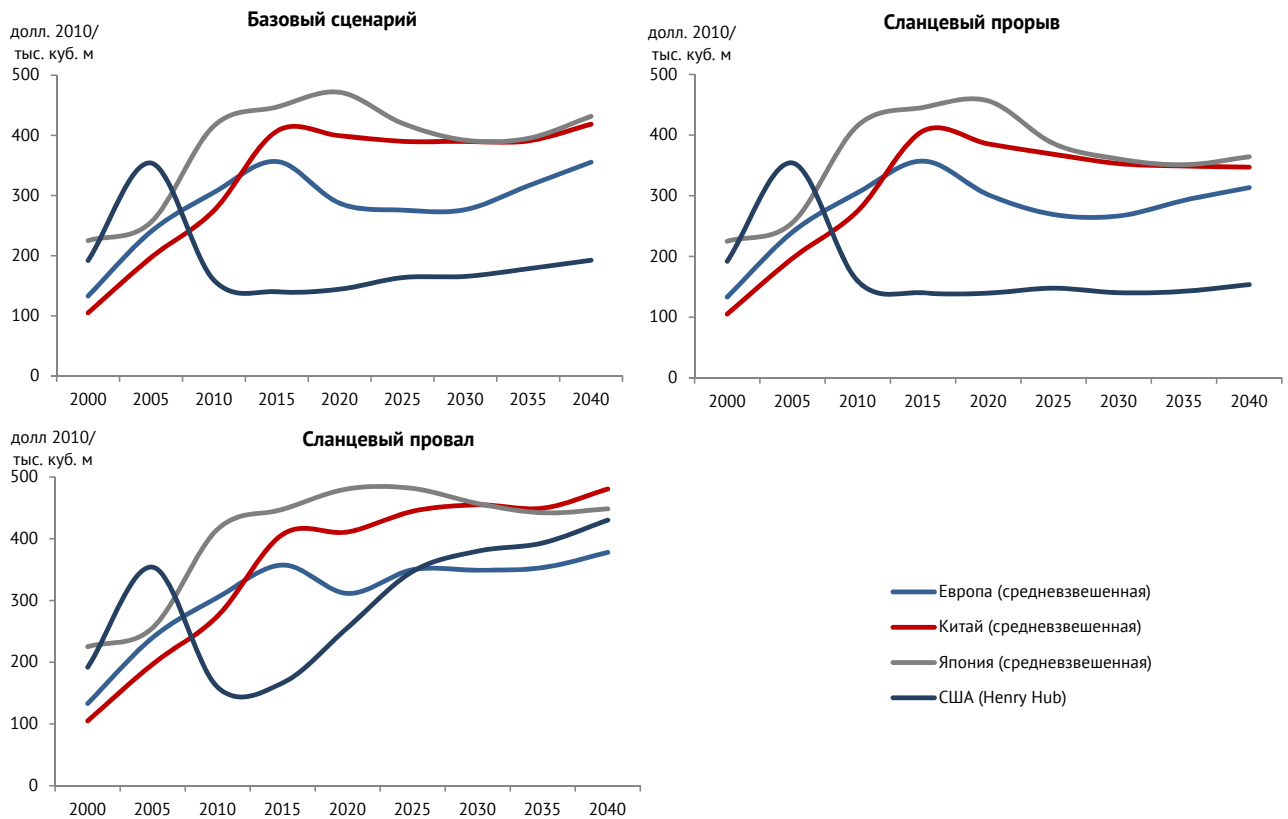 Базовый сценарий
долл. 2010/
тыс. куб. м
500
400
300
200
100
0
2000 2005 2010 2015 2020 2025 2030 2035 2040
Сланцевый прорыв
долл. 2010/
тыс. куб. м
500
400
300
200
100
0
2000 2005 2010 2015 2020 2025 2030 2035 2040
Сланцевый провал
долл 2010/
тыс. куб. м
500
400
300
200
100
0
2000 2005 2010 2015 2020 2025 2030 2035 2040
Европа (средневзвешенная)
Китай (средневзвешенная)
Япония (средневзвешенная)
США (Henry Hub)